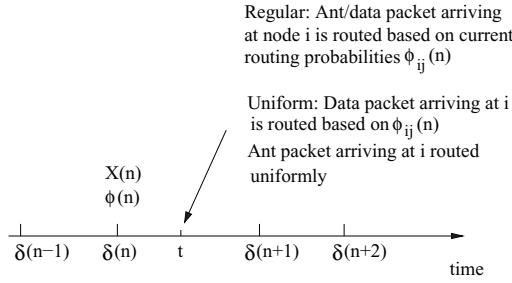 Regular: Ant/data packet arriving
at node i is routed based on current
routing probabilities ϕij(n)
Uniform: Data packet arriving at i
is routed based on ϕij(n)
Ant packet arriving at i routed
uniformly
X(n)
ϕ(n)
δ(n−1) δ(n) t δ(n+1) δ(n+2)
time